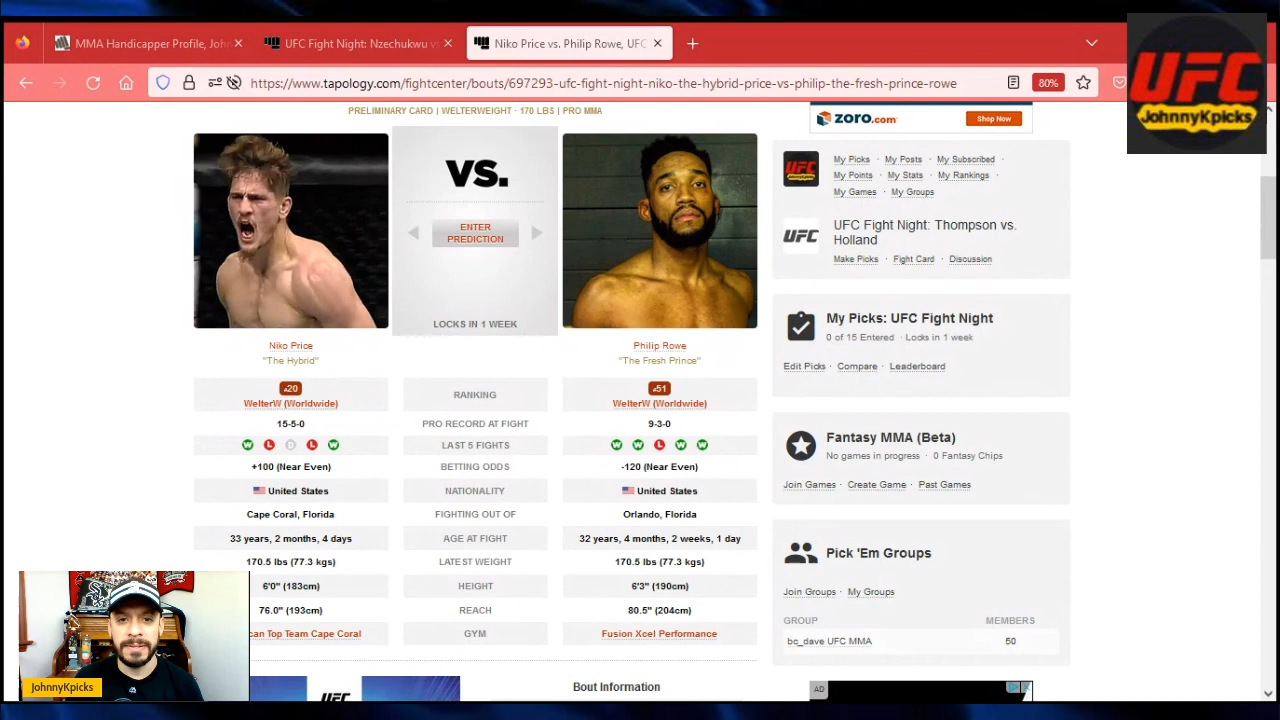 MMA Handicapper Profile, Joh
UFC Fight Night: Nzechukwu vs
Niko Price vs. Philip Rowe, UFC
https://www.tapology.com/fightcenter/bouts/697293-ufc-fight-night-niko-the-hybrid-price-vs-philip-the-fresh-prince-rowe
80%
UFC
JohnnyKpicks
PRELIMINARY CARD | WELTERWEIGHT · 170 LBS | PRO MMA
VS.
ENTER
PREDICTION
LOCKS IN 1 WEEK
Niko Price
"The Hybrid"
Philip Rowe
"The Fresh Prince"
20
WelterW (Worldwide)
RANKING
51
WelterW (Worldwide)
15-5-0
PRO RECORD AT FIGHT
9-3-0
W L D L W
LAST 5 FIGHTS
W W L W W
+100 (Near Even)
BETTING ODDS
-120 (Near Even)
United States
NATIONALITY
United States
Cape Coral, Florida
FIGHTING OUT OF
Orlando, Florida
33 years, 2 months, 4 days
AGE AT FIGHT
32 years, 4 months, 2 weeks, 1 day
170.5 lbs (77.3 kgs)
LATEST WEIGHT
170.5 lbs (77.3 kgs)
6'0" (183cm)
HEIGHT
6'3" (190cm)
76.0" (193cm)
REACH
80.5" (204cm)
can Top Team Cape Coral
GYM
Fusion Xcel Performance
UFC
Bout Information
JohnnyKpicks
zoro.com
Shop Now
UFC
My Picks · My Posts · My Subscribed ·
My Points · My Stats · My Rankings ·
My Games · My Groups
UFC
UFC Fight Night: Thompson vs.
Holland
Make Picks · Fight Card · Discussion
My Picks: UFC Fight Night
0 of 15 Entered · Locks in 1 week
Edit Picks · Compare · Leaderboard
Fantasy MMA (Beta)
No games in progress · 0 Fantasy Chips
Join Games · Create Game · Past Games
Pick 'Em Groups
Join Groups · My Groups
GROUP MEMBERS
bc_dave UFC MMA 50
AD